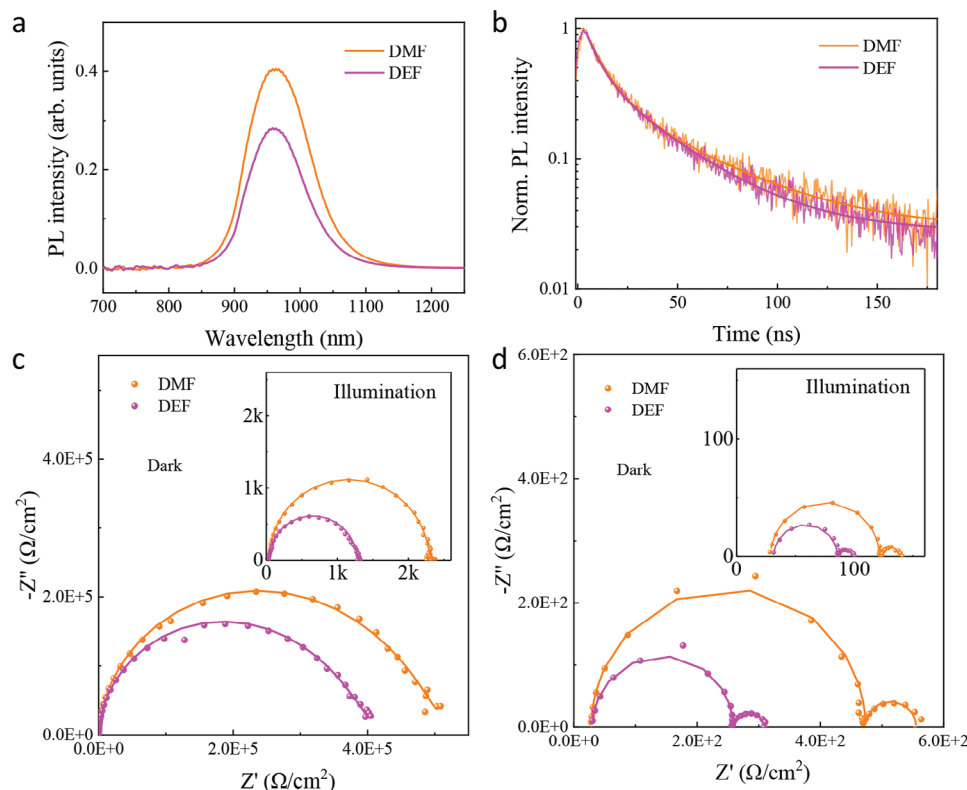 a
PL intensity (arb. units)
0.4
0.2
0.0
DMF
DEF
700 800 900 1000 1100 1200
Wavelength (nm)
b
Norm. PL intensity
1
0.1
0.01
DMF
DEF
0 50 100 150
Time (ns)
c
-Z" (Ω/cm²)
4.0E+5
2.0E+5
0.0E+0
DMF
DEF
Dark
Illumination
2k
1k
0
0 1k 2k
0.0E+0 2.0E+5 4.0E+5
Z' (Ω/cm²)
d
-Z" (Ω/cm²)
6.0E+2
4.0E+2
2.0E+2
0.0E+0
DMF
DEF
Dark
Illumination
100
0
0 100
0.0E+0 2.0E+2 4.0E+2 6.0E+2
Z' (Ω/cm²)